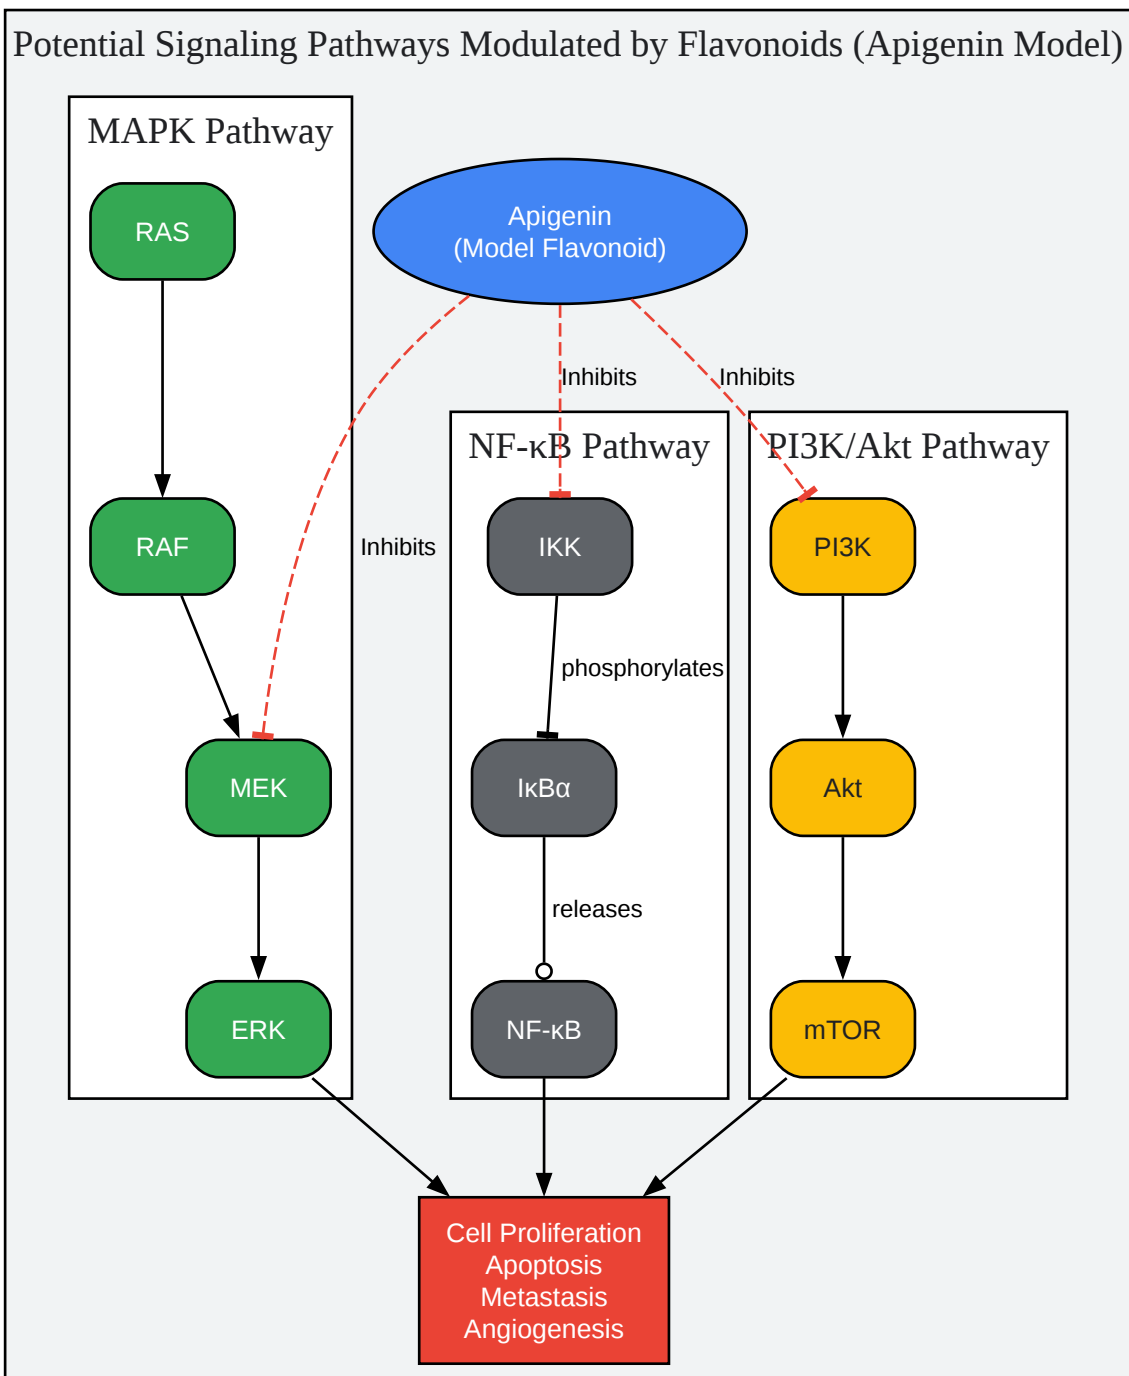 Potential Signaling Pathways Modulated by Flavonoids (Apigenin Model)
MAPK Pathway
RAS
Apigenin
(Model Flavonoid)
Inhibits
Inhibits
NF-κB Pathway
PI3K/Akt Pathway
RAF
Inhibits
IKK
PI3K
phosphorylates
MEK
IκBα
Akt
releases
ERK
NF-κB
mTOR
Cell Proliferation
Apoptosis
Metastasis
Angiogenesis